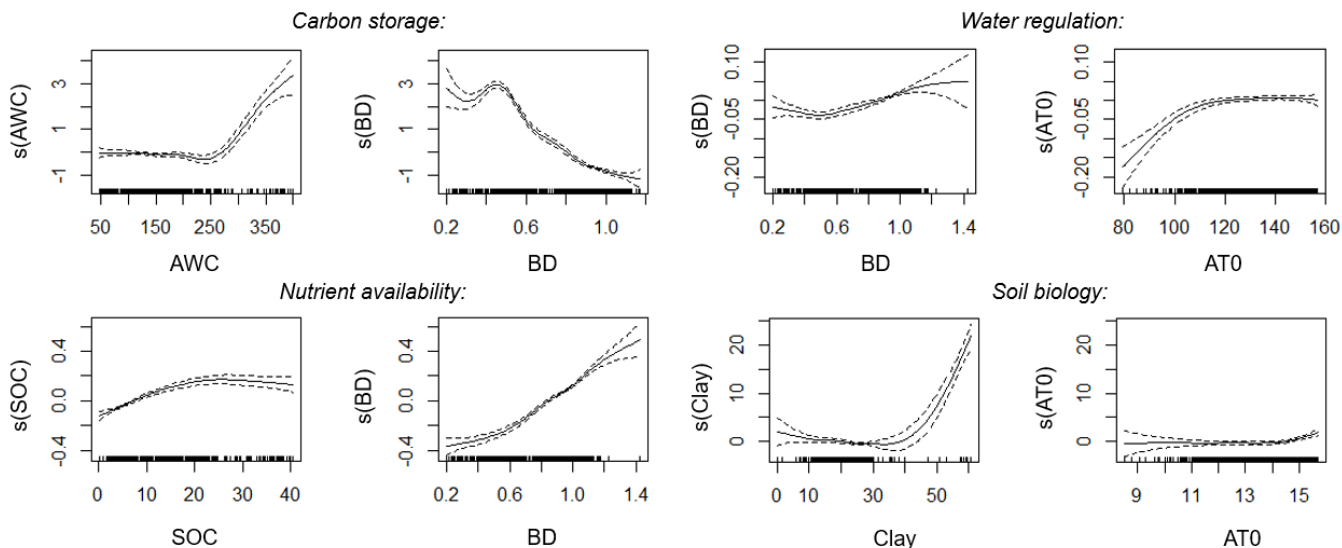 Carbon storage:
s(AWC)
3
1
-1
50 150 250 350
AWC
s(BD)
3
1
-1
0.2 0.6 1.0
BD
Water regulation:
s(BD)
0.10
-0.05
-0.20
0.2 0.4 0.6 1.0 1.4
BD
s(AT0)
0.10
-0.05
-0.20
80 100 120 140 160
AT0
Nutrient availability:
s(SOC)
0.4
0.0
-0.4
0 10 20 30 40
SOC
s(BD)
0.4
0.0
-0.4
0.2 0.6 1.0 1.4
BD
Soil biology:
s(Clay)
20
10
0
0 10 30 50
Clay
s(AT0)
20
10
0
9 11 13 15
AT0